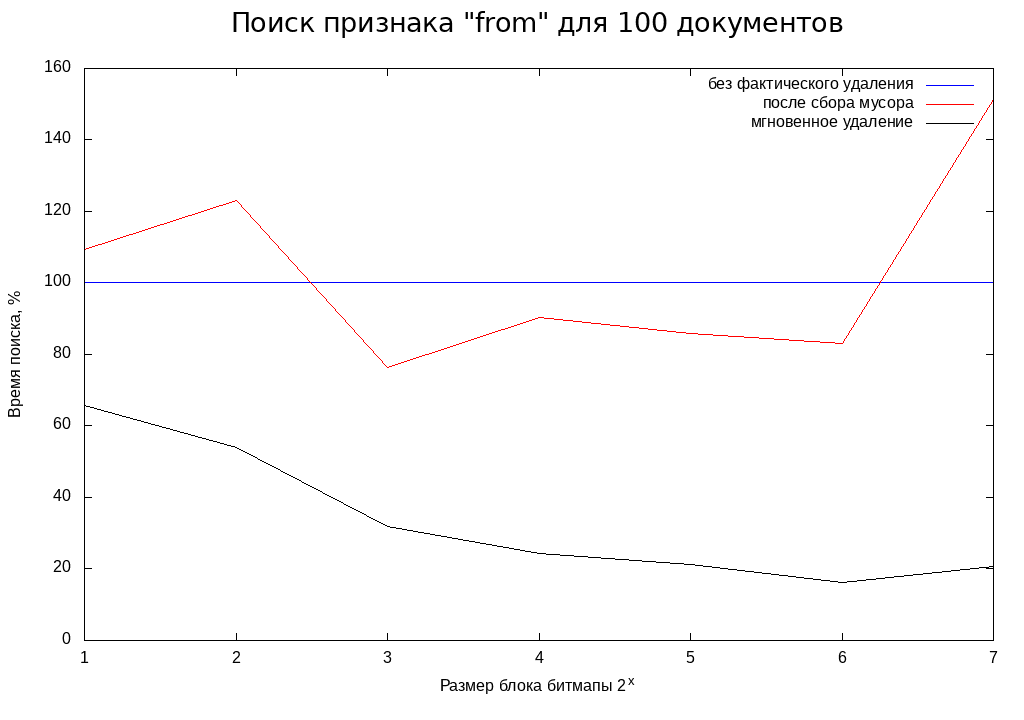 Поиск признака "from" для 100 документов
без фактического удаления
после сбора мусора
мгновенное удаление
160
140
120
100
80
60
40
20
0
Время поиска, %
1 2 3 4 5 6 7
Размер блока битмапы 2^x